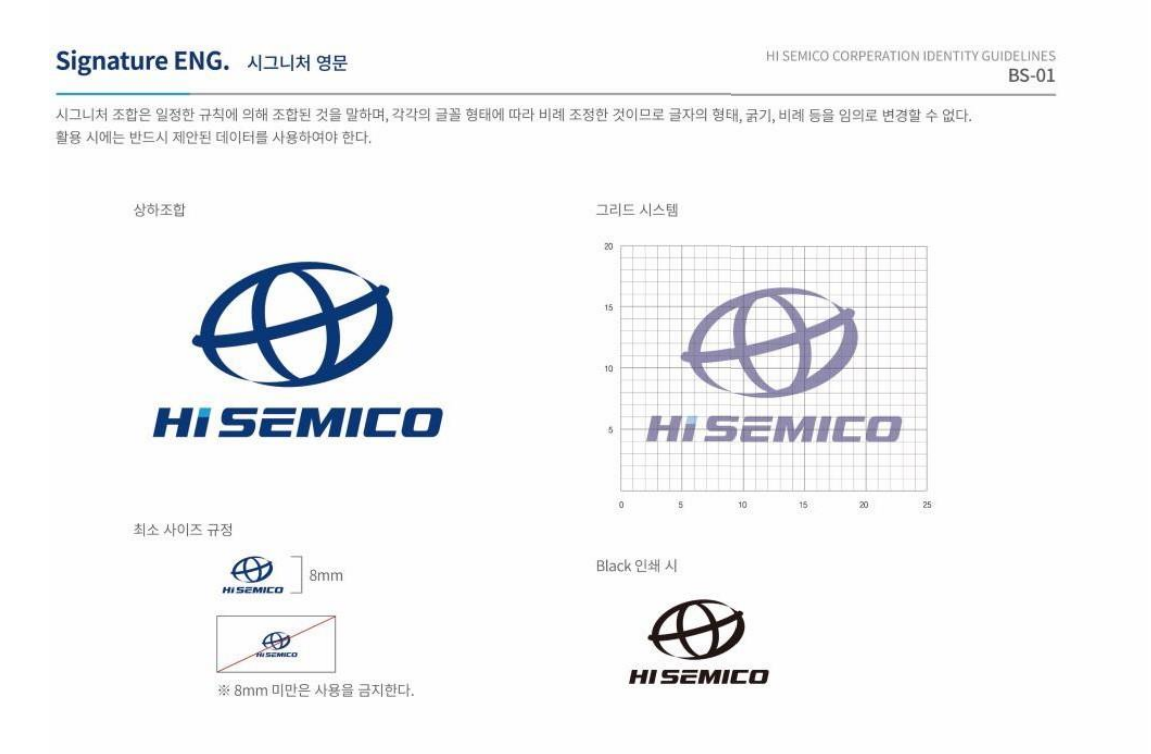 Signature ENG. 시그니처 영문
HI SEMICO CORPERATION IDENTITY GUIDELINES
BS-01
시그니처 조합은 일정한 규칙에 의해 조합된 것을 말하며, 각각의 글꼴 형태에 따라 비례 조정한 것이므로 글자의 형태, 굵기, 비례 등을 임의로 변경할 수 없다.
활용 시에는 반드시 제안된 데이터를 사용하여야 한다.
상하조합
HI SEMICO
그리드 시스템
20
15
10
5
HI SEMICO
0 5 10 15 20 25
최소 사이즈 규정
HI SEMICO
8mm
HI SEMICO
※ 8mm 미만은 사용을 금지한다.
Black 인쇄 시
HI SEMICO